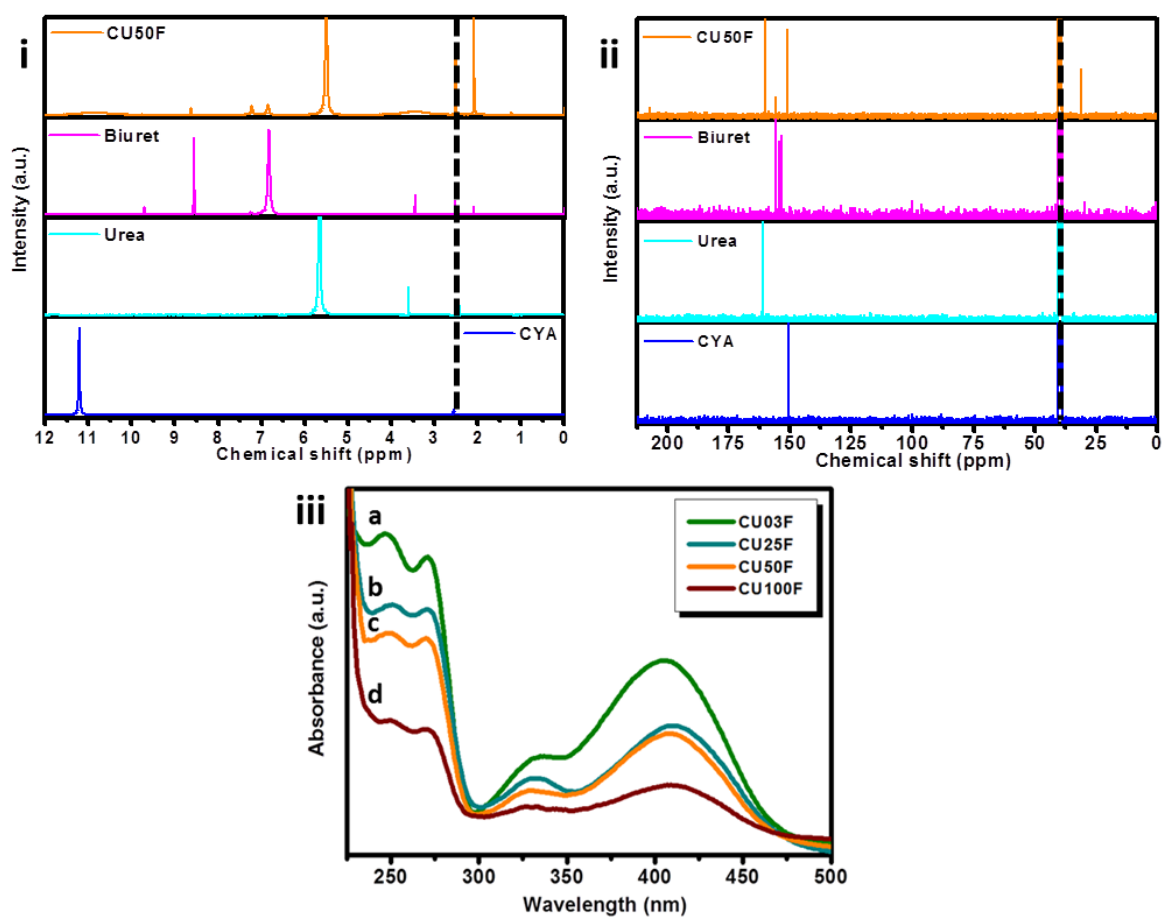 i
CU50F
Biuret
Urea
CYA
Intensity (a.u.)
12 11 10 9 8 7 6 5 4 3 2 1 0
Chemical shift (ppm)
ii
CU50F
Biuret
Urea
CYA
Intensity (a.u.)
200 175 150 125 100 75 50 25 0
Chemical shift (ppm)
iii
a
b
c
d
CU03F
CU25F
CU50F
CU100F
Absorbance (a.u.)
250 300 350 400 450 500
Wavelength (nm)